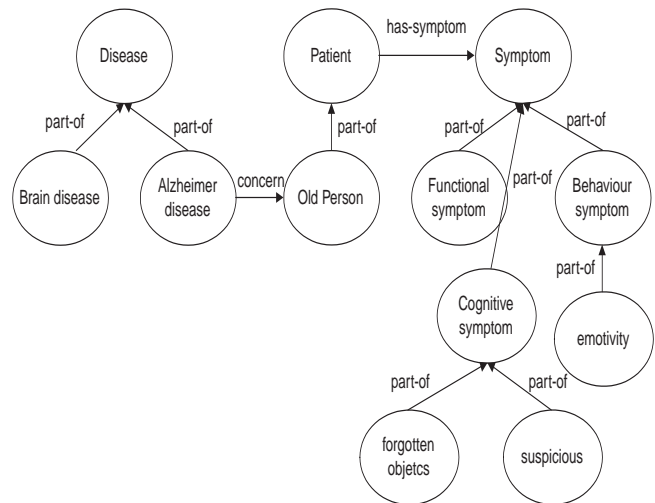 has-symptom
Disease
Patient
Symptom
part-of
part-of
part-of
part-of
part-of
part-of
Brain disease
Alzheimer
disease
concern
Old Person
Functional
symptom
Behaviour
symptom
part-of
Cognitive
symptom
emotivity
part-of
part-of
forgotten
objetcs
suspicious